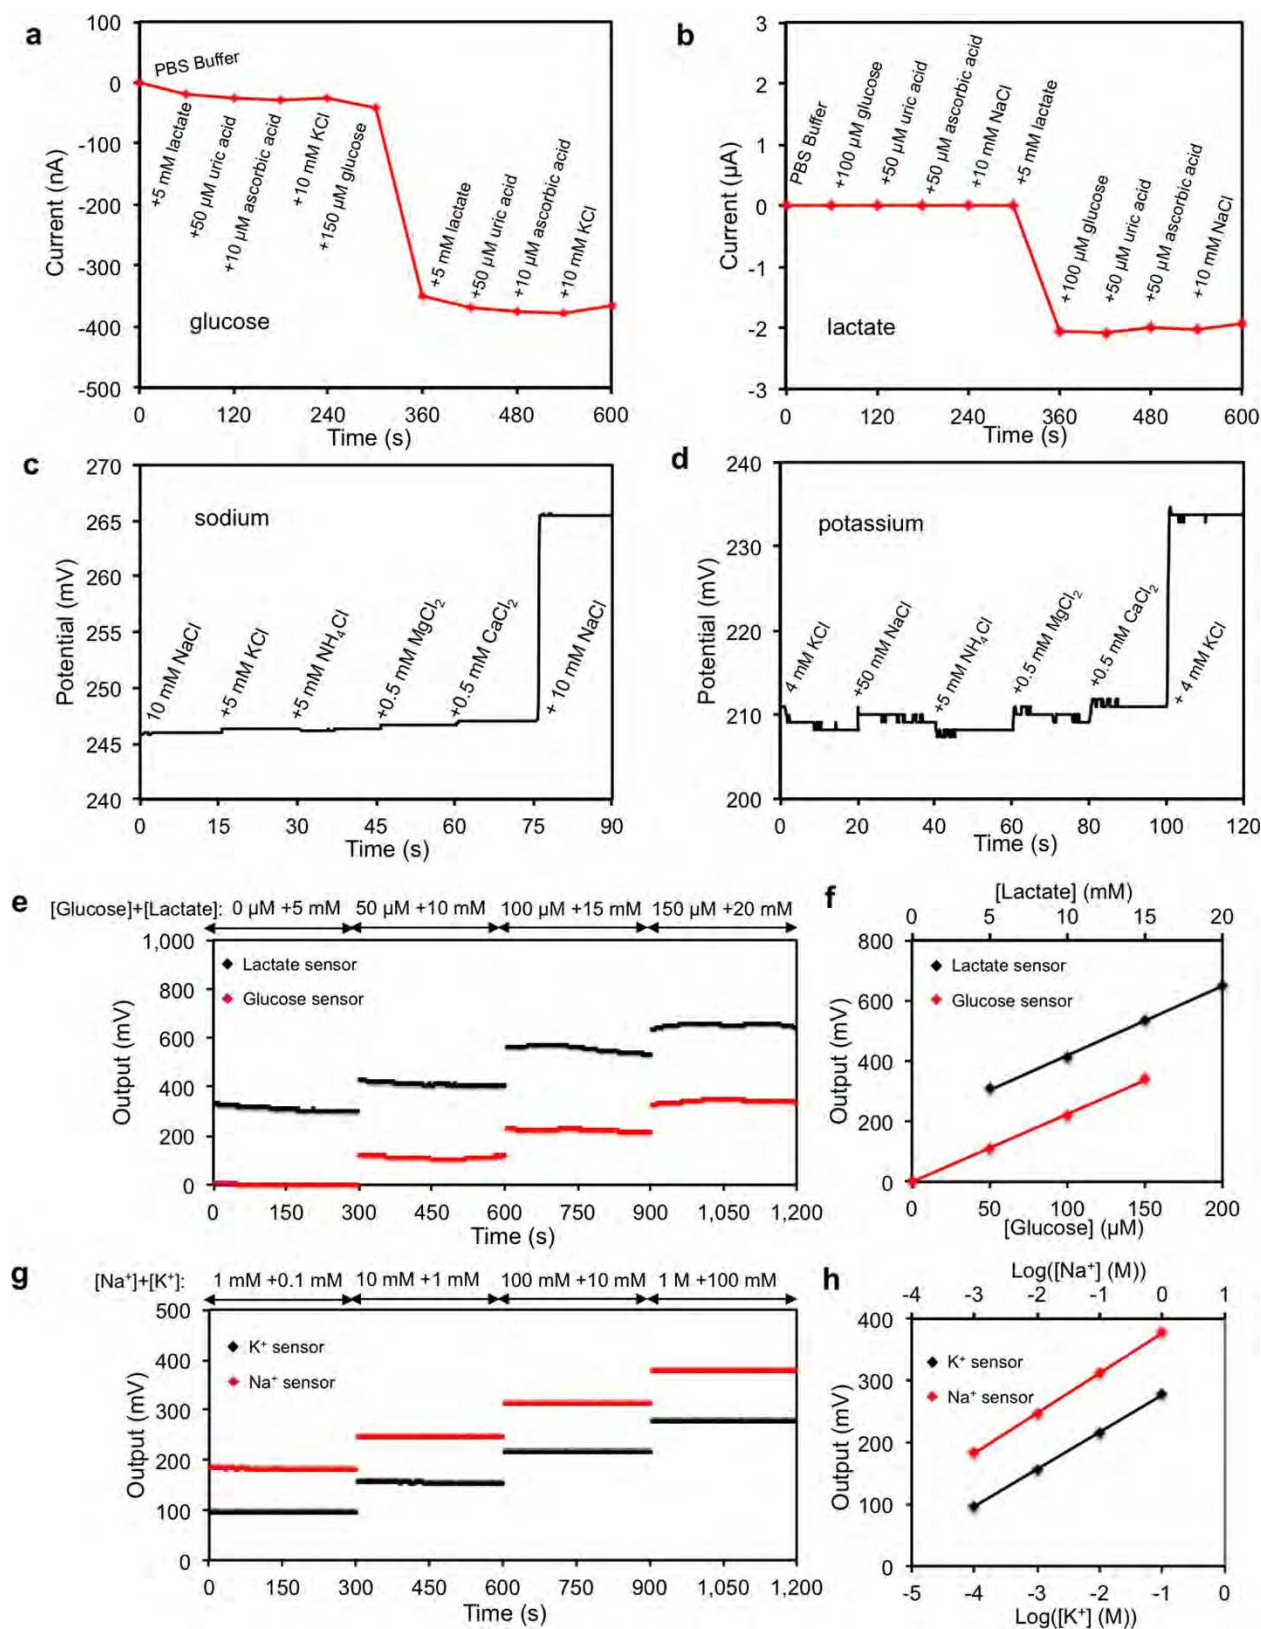 a
100
0
-100
-200
-300
-400
-500
Current (nA)
PBS Buffer
+5 mM lactate
+50 µM uric acid
+10 µM ascorbic acid
+10 mM KCl
+150 µM glucose
+5 mM lactate
+50 µM uric acid
+10 µM ascorbic acid
+10 mM KCl
glucose
0 120 240 360 480 600
Time (s)
b
3
2
1
0
-1
-2
-3
Current (µA)
PBS Buffer
+100 µM glucose
+50 µM uric acid
+50 µM ascorbic acid
+10 mM NaCl
+5 mM lactate
+100 µM glucose
+50 µM uric acid
+50 µM ascorbic acid
+10 mM NaCl
lactate
0 120 240 360 480 600
Time (s)
c
270
265
260
255
250
245
240
Potential (mV)
sodium
10 mM NaCl
+5 mM KCl
+5 mM NH₄Cl
+0.5 mM MgCl₂
+0.5 mM CaCl₂
+ 10 mM NaCl
0 15 30 45 60 75 90
Time (s)
d
240
230
220
210
200
Potential (mV)
potassium
4 mM KCl
+50 mM NaCl
+5 mM NH₄Cl
+0.5 mM MgCl₂
+0.5 mM CaCl₂
+ 4 mM KCl
0 20 40 60 80 100 120
Time (s)
e
[Glucose]+[Lactate]: 0 µM +5 mM 50 µM +10 mM 100 µM +15 mM 150 µM +20 mM
1,000
800
600
400
200
0
Output (mV)
Lactate sensor
Glucose sensor
0 150 300 450 600 750 900 1,050 1,200
Time (s)
f
[Lactate] (mM)
0 5 10 15 20
800
600
400
200
0
Output (mV)
Lactate sensor
Glucose sensor
0 50 100 150 200
[Glucose] (µM)
g
[Na⁺]+[K⁺]: 1 mM +0.1 mM 10 mM +1 mM 100 mM +10 mM 1 M +100 mM
500
400
300
200
100
0
Output (mV)
K⁺ sensor
Na⁺ sensor
0 150 300 450 600 750 900 1,050 1,200
Time (s)
h
Log([Na⁺] (M))
-4 -3 -2 -1 0 1
400
300
200
100
0
Output (mV)
K⁺ sensor
Na⁺ sensor
-5 -4 -3 -2 -1 0
Log([K⁺] (M))